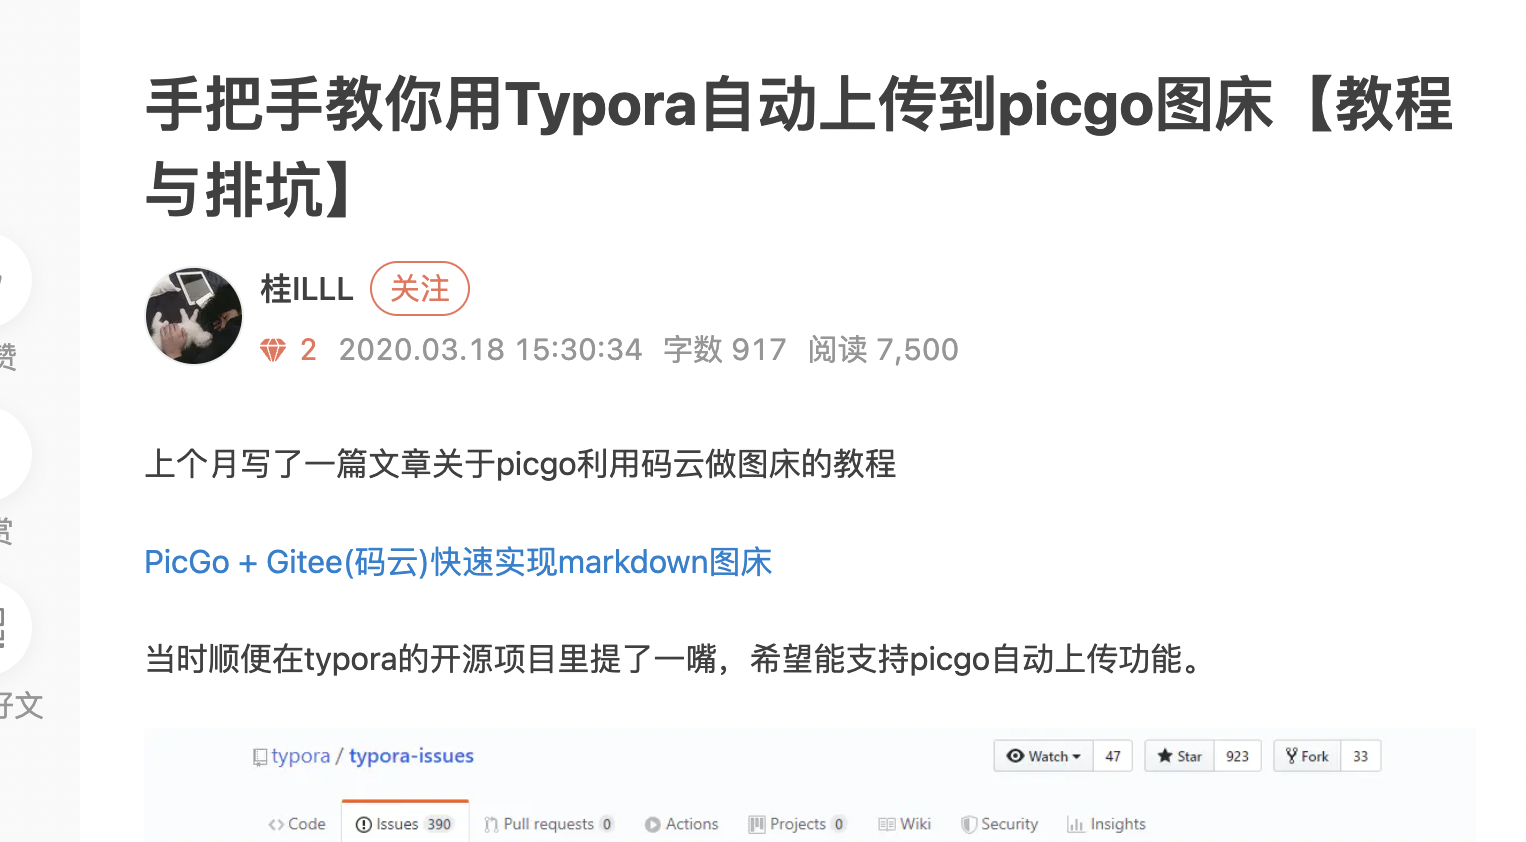 手把手教你用Typora自动上传到picgo图床【教程
与排坑】
桂ILLL 关注
2 2020.03.18 15:30:34 字数 917 阅读 7,500
赞
上个月写了一篇文章关于picgo利用码云做图床的教程
赏
PicGo + Gitee(码云)快速实现markdown图床
当时顺便在typora的开源项目里提了一嘴，希望能支持picgo自动上传功能。
好文
typora / typora-issues Watch 47 Star 923 Fork 33
Code Issues 390 Pull requests 0 Actions Projects 0 Wiki Security Insights